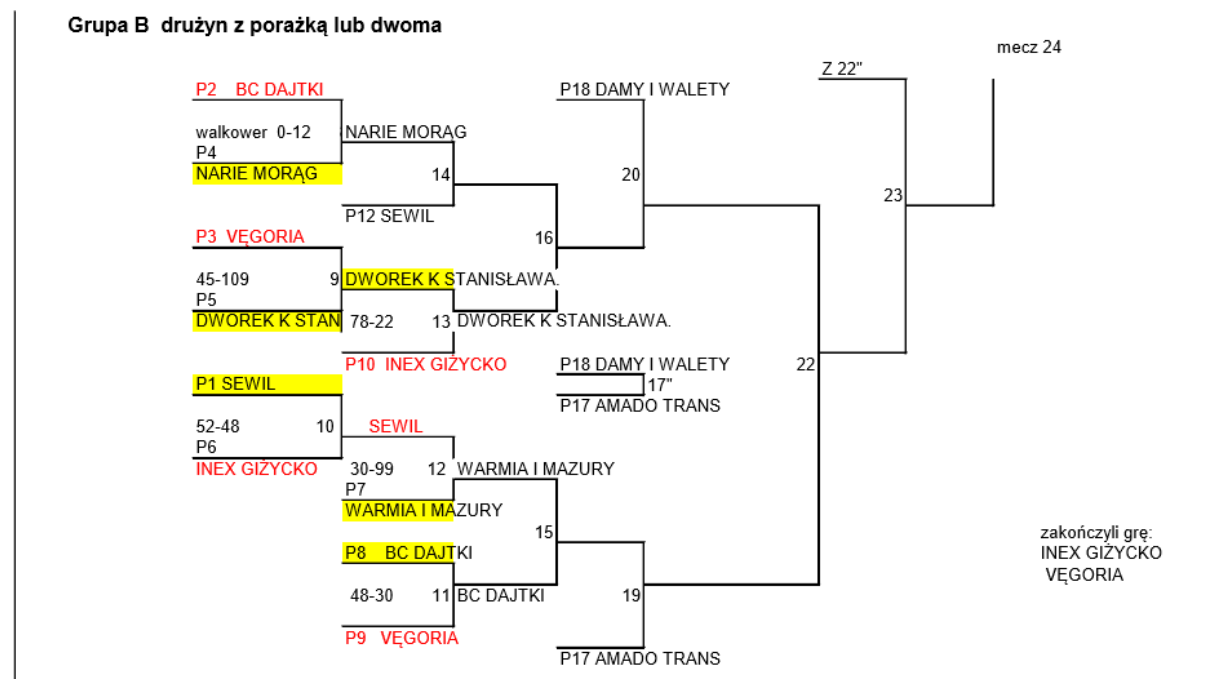 Grupa B drużyn z porażką lub dwoma
mecz 24
Z 22"
P2 BC DAJTKI
P18 DAMY I WALETY
walkower 0-12
NARIE MORĄG
P4
NARIE MORĄG
14
20
23
P12 SEWIL
P3 VĘGORIA
16
45-109
9
DWOREK K STANISŁAWA.
P5
DWOREK K STAN
78-22
13
DWOREK K STANISŁAWA.
P10 INEX GIŻYCKO
P18 DAMY I WALETY
22
P1 SEWIL
17"
P17 AMADO TRANS
52-48
10
SEWIL
P6
INEX GIŻYCKO
30-99
12
WARMIA I MAZURY
P7
WARMIA I MAZURY
15
zakończyli grę:
P8 BC DAJTKI
INEX GIŻYCKO
VĘGORIA
48-30
11
BC DAJTKI
19
P9 VĘGORIA
P17 AMADO TRANS